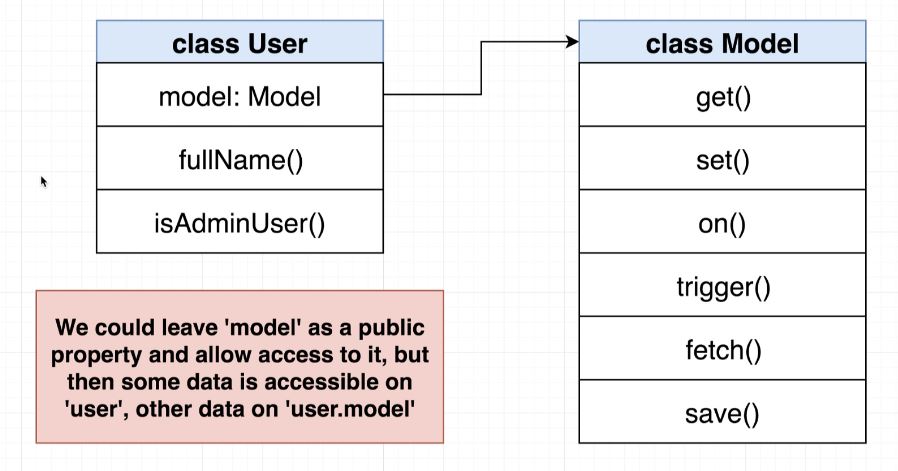 class User
model: Model
fullName()
isAdminUser()
We could leave 'model' as a public
property and allow access to it, but
then some data is accessible on
'user', other data on 'user.model'
class Model
get()
set()
on()
trigger()
fetch()
save()